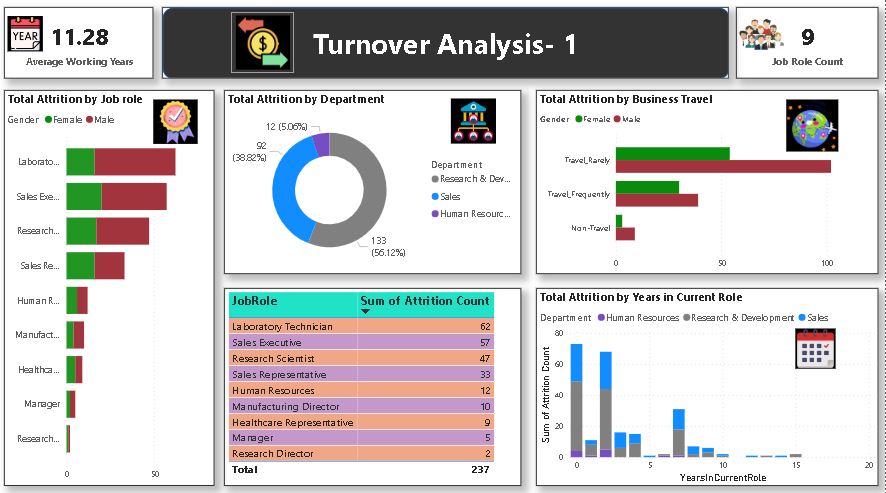 YEAR
11.28
Average Working Years
Turnover Analysis- 1
9
Job Role Count
Total Attrition by Job role
Gender Female Male
Laborato...
Sales Exe...
Research...
Sales Re...
Human R...
Manufact...
Healthca...
Manager
Research...
0 50
Total Attrition by Department
12 (5.06%)
92
(38.82%)
133
(56.12%)
Department
Research & Dev...
Sales
Human Resourc...
Total Attrition by Business Travel
Gender Female Male
Travel_Rarely
Travel_Frequently
Non-Travel
0 50 100
JobRole Sum of Attrition Count
Laboratory Technician 62
Sales Executive 57
Research Scientist 47
Sales Representative 33
Human Resources 12
Manufacturing Director 10
Healthcare Representative 9
Manager 5
Research Director 2
Total 237
Total Attrition by Years in Current Role
Department Human Resources Research & Development Sales
Sum of Attrition Count
80
60
40
20
0
0 5 10 15 20
YearsInCurrentRole